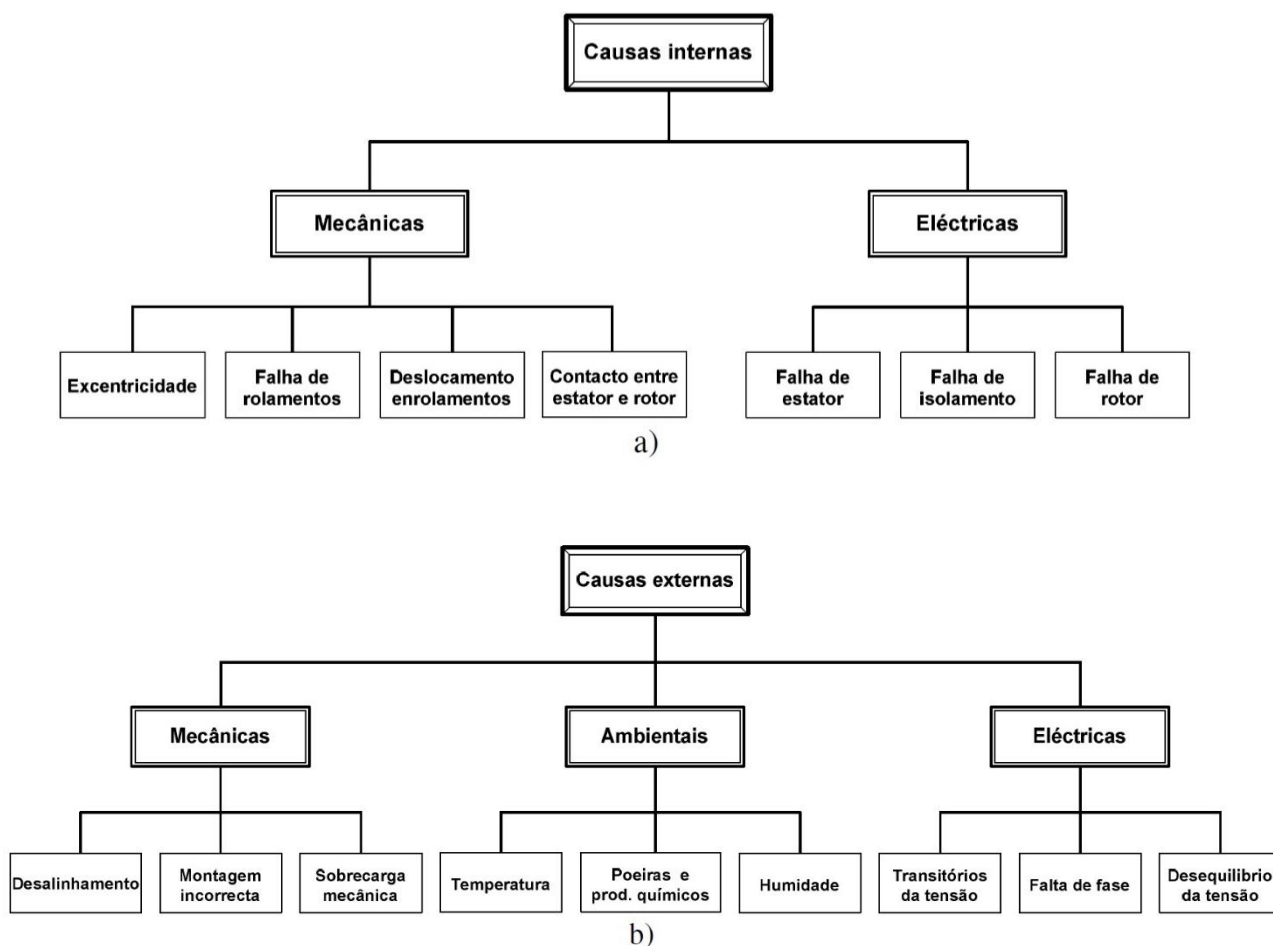 Causas internas
Mecânicas
Eléctricas
Excentricidade
Falha de
rolamentos
Deslocamento
enrolamentos
Contacto entre
estator e rotor
Falha de
estator
Falha de
isolamento
Falha de
rotor
a)
Causas externas
Mecânicas
Ambientais
Eléctricas
Desalinhamento
Montagem
incorrecta
Sobrecarga
mecânica
Temperatura
Poeiras e
prod. químicos
Humidade
Transitórios
da tensão
Falta de fase
Desequilibrio
da tensão
b)